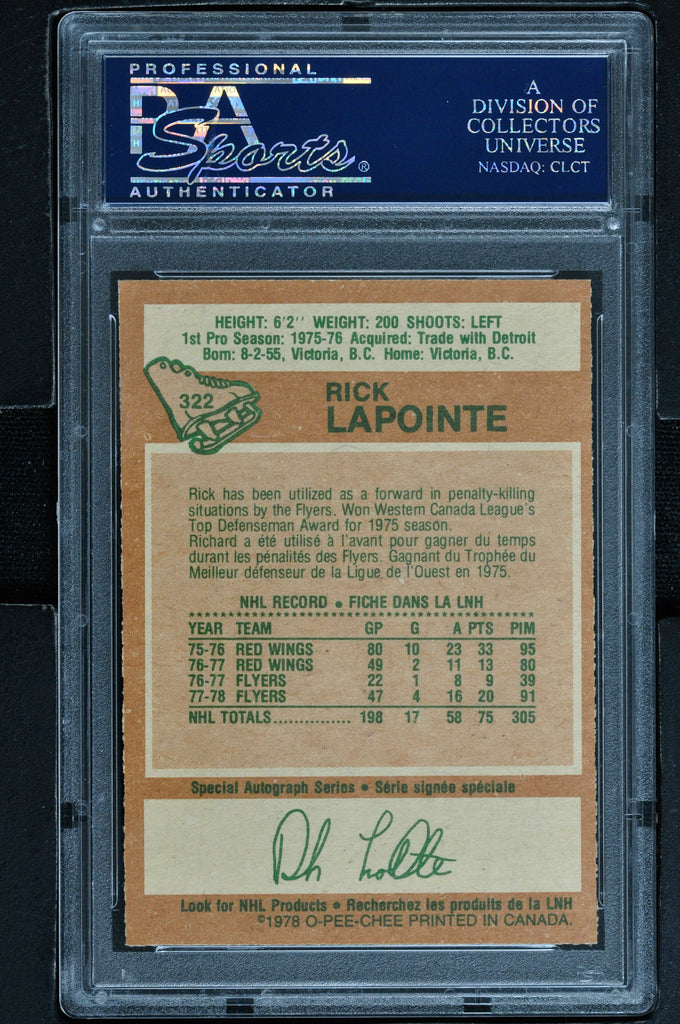 PROFESSIONAL
PSA
Sports®
AUTHENTICATOR
A
DIVISION OF
COLLECTORS
UNIVERSE
NASDAQ: CLCT
HEIGHT: 6'2'' WEIGHT: 200 SHOOTS: LEFT
1st Pro Season: 1975-76 Acquired: Trade with Detroit
Born: 8-2-55, Victoria, B.C. Home: Victoria, B.C.
322
RICK
LAPOINTE
Rick has been utilized as a forward in penalty-killing
situations by the Flyers. Won Western Canada League's
Top Defenseman Award for 1975 season.
Richard a été utilisé à l'avant pour gagner du temps
durant les pénalités des Flyers. Gagnant du Trophée du
Meilleur défenseur de la Ligue de l'Ouest en 1975.
NHL RECORD • FICHE DANS LA LNH
YEAR TEAM GP G A PTS PIM
75-76 RED WINGS 80 10 23 33 95
76-77 RED WINGS 49 2 11 13 80
76-77 FLYERS 22 1 8 9 39
77-78 FLYERS 47 4 16 20 91
NHL TOTALS............... 198 17 58 75 305
Special Autograph Series • Série signée spéciale
Look for NHL Products • Recherchez les produits de la LNH
©1978 O-PEE-CHEE PRINTED IN CANADA.